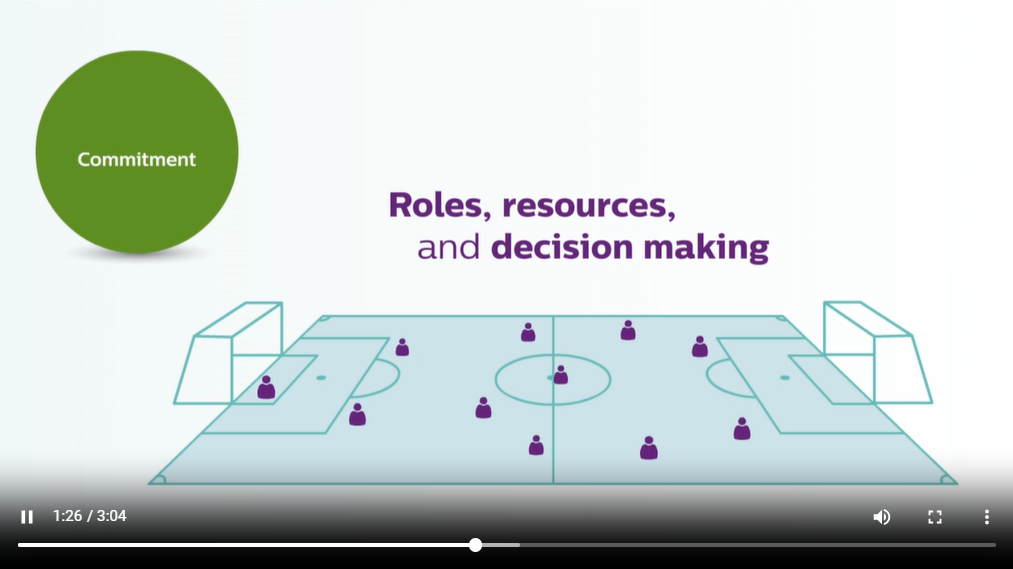 Commitment
Roles, resources,
and decision making
1:26 / 3:04